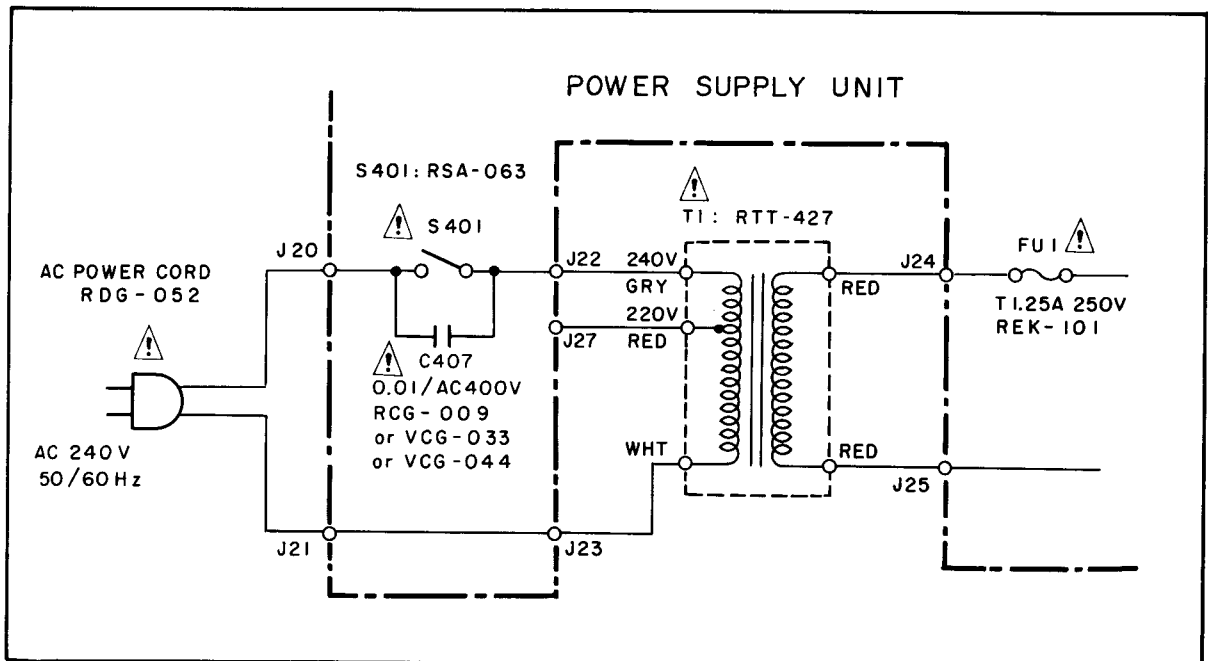 POWER SUPPLY UNIT
S401: RSA-063
S401
J20
AC POWER CORD
RDG-052
AC 240V
50/60Hz
J21
C407
0.01/AC400V
RCG-009
or VCG-033
or VCG-044
J22
J27
J23
240V
GRY
220V
RED
WHT
T1: RTT-427
RED
RED
J24
J25
FU1
T1.25A 250V
REK-101